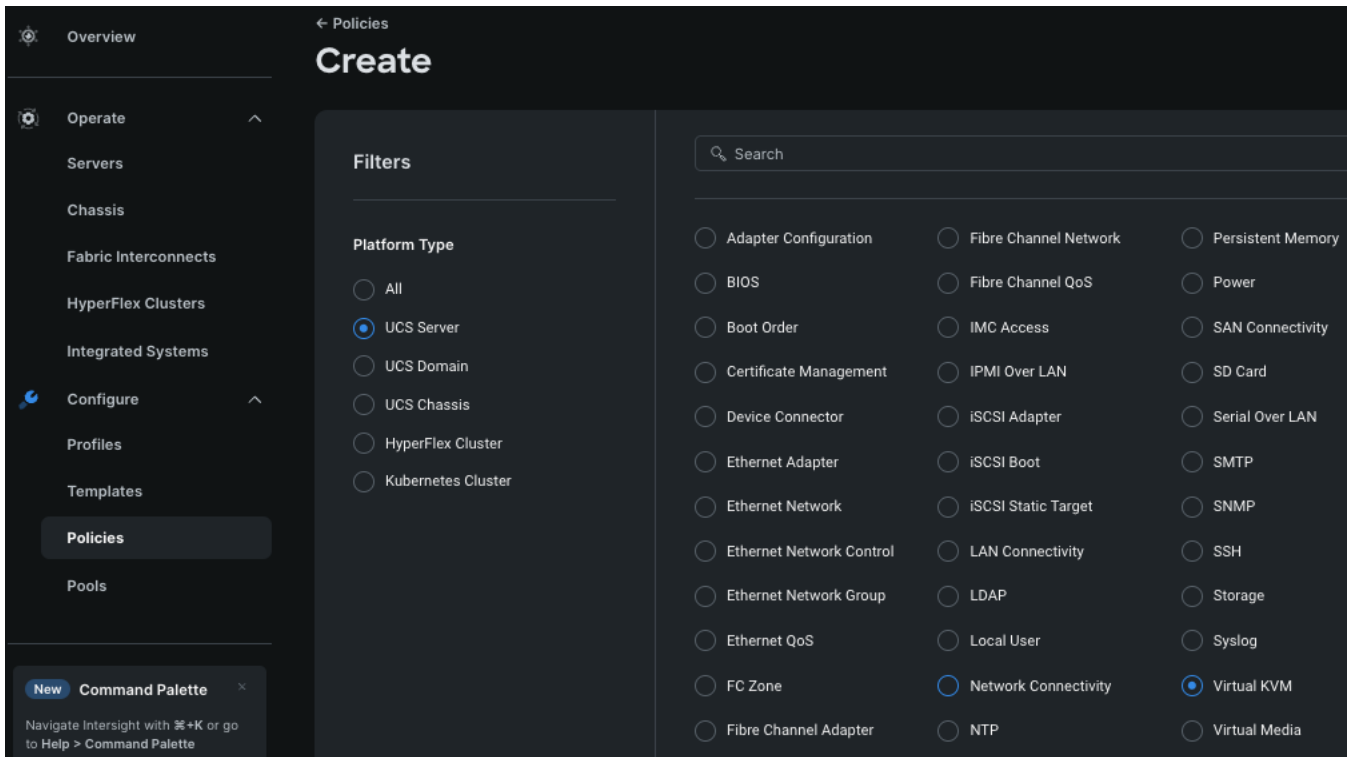 Overview
Operate
Servers
Chassis
Fabric Interconnects
HyperFlex Clusters
Integrated Systems
Configure
Profiles
Templates
Policies
Pools
New Command Palette ×
Navigate Intersight with ⌘+K or go
to Help > Command Palette
← Policies
Create
Filters
Platform Type
All
UCS Server
UCS Domain
UCS Chassis
HyperFlex Cluster
Kubernetes Cluster
Search
Adapter Configuration
BIOS
Boot Order
Certificate Management
Device Connector
Ethernet Adapter
Ethernet Network
Ethernet Network Control
Ethernet Network Group
Ethernet QoS
FC Zone
Fibre Channel Adapter
Fibre Channel Network
Fibre Channel QoS
IMC Access
IPMI Over LAN
iSCSI Adapter
iSCSI Boot
iSCSI Static Target
LAN Connectivity
LDAP
Local User
Network Connectivity
NTP
Persistent Memory
Power
SAN Connectivity
SD Card
Serial Over LAN
SMTP
SNMP
SSH
Storage
Syslog
Virtual KVM
Virtual Media